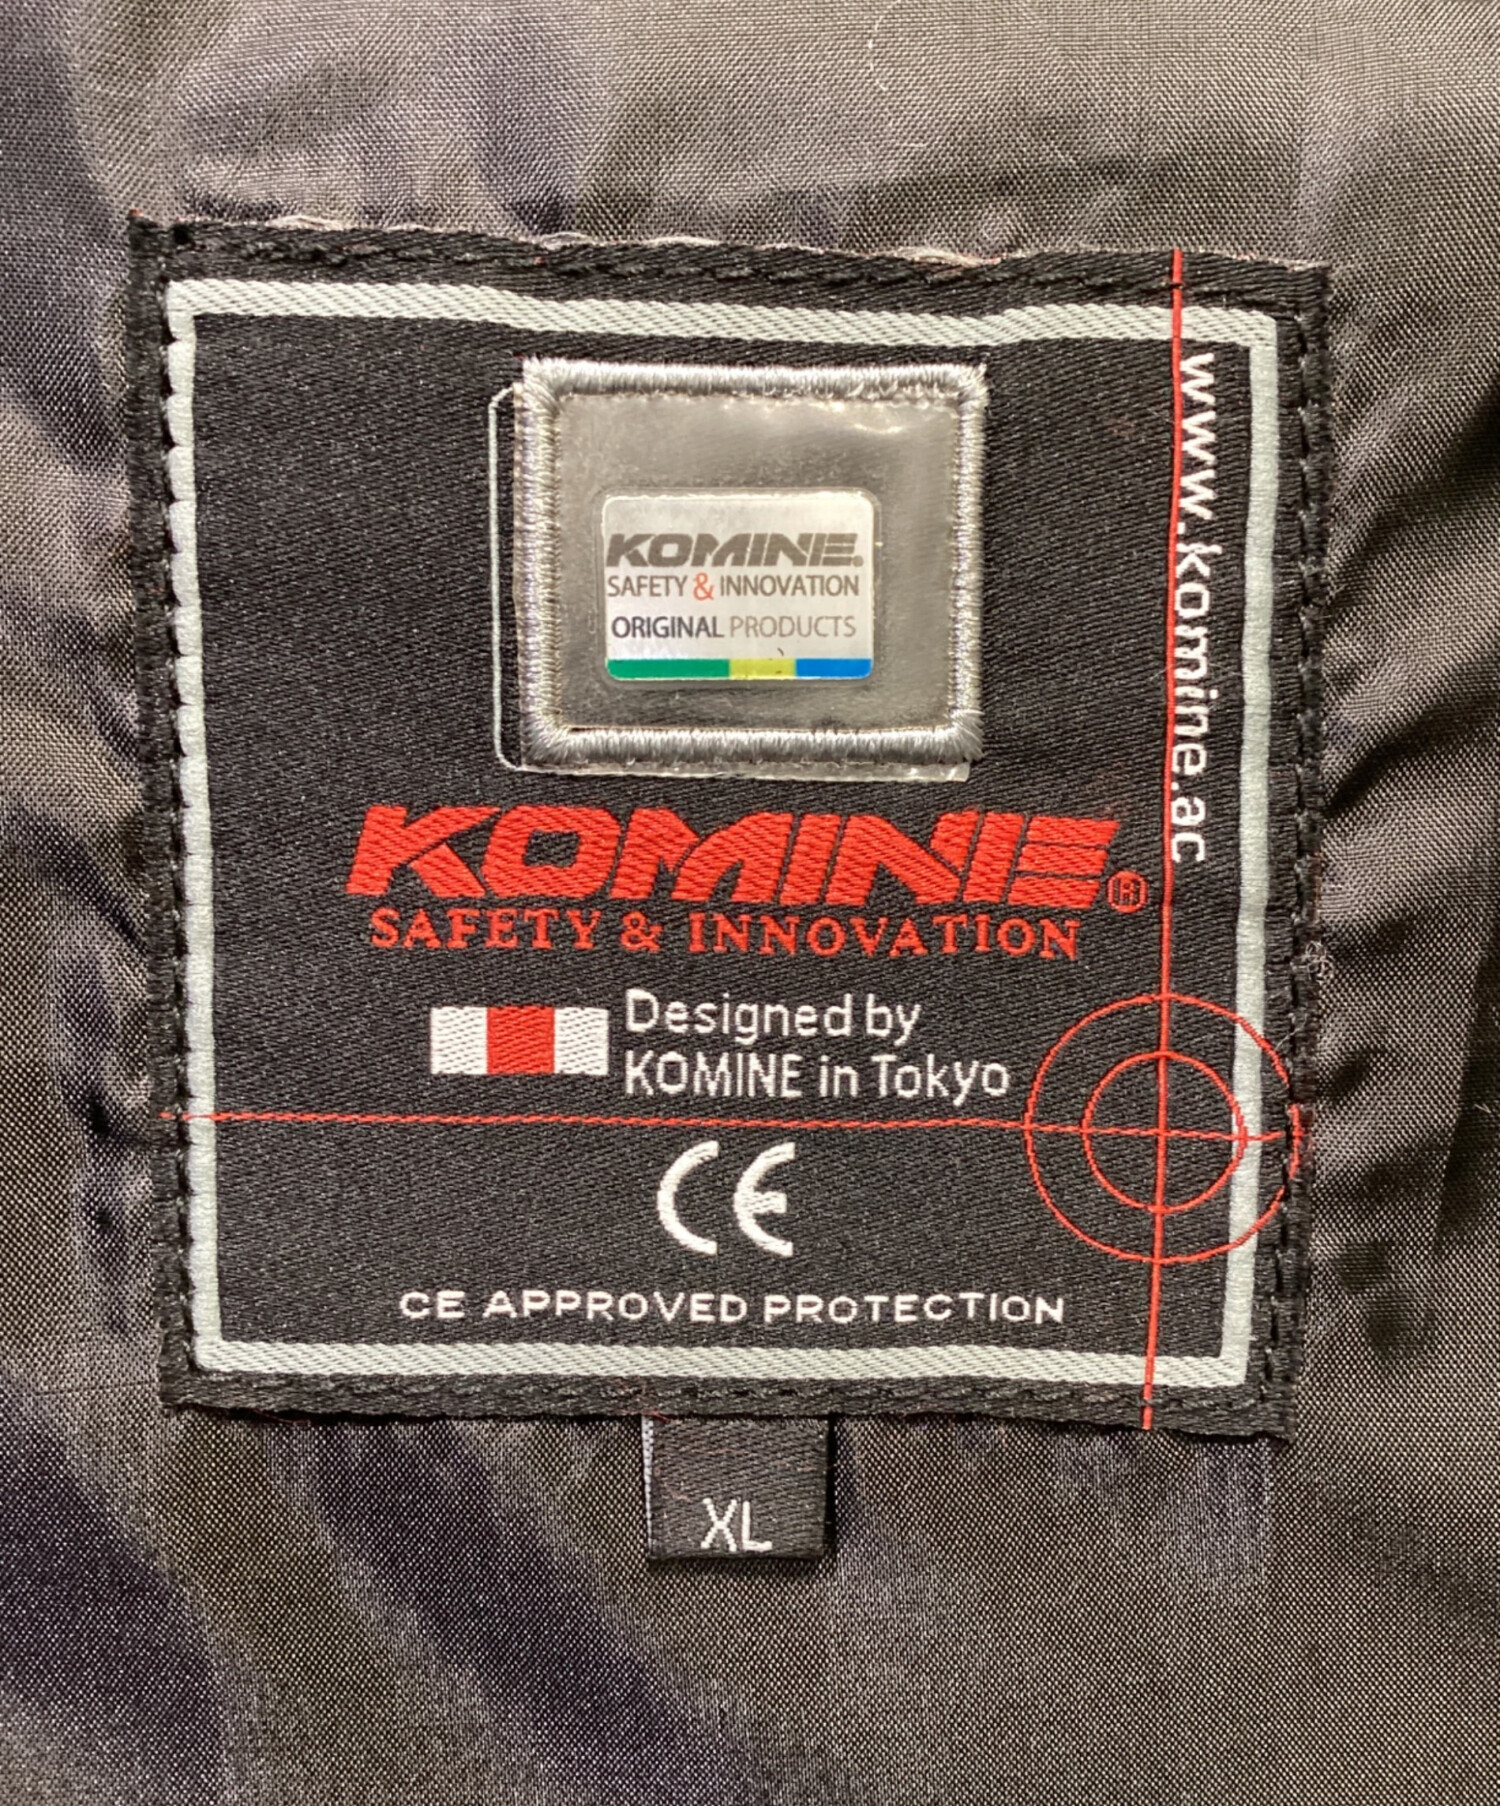 KOMINE.
SAFETY & INNOVATION
ORIGINAL PRODUCTS
www.komine.ac
KOMINE®
SAFETY & INNOVATION
Designed by
KOMINE in Tokyo
CE
CE APPROVED PROTECTION
XL